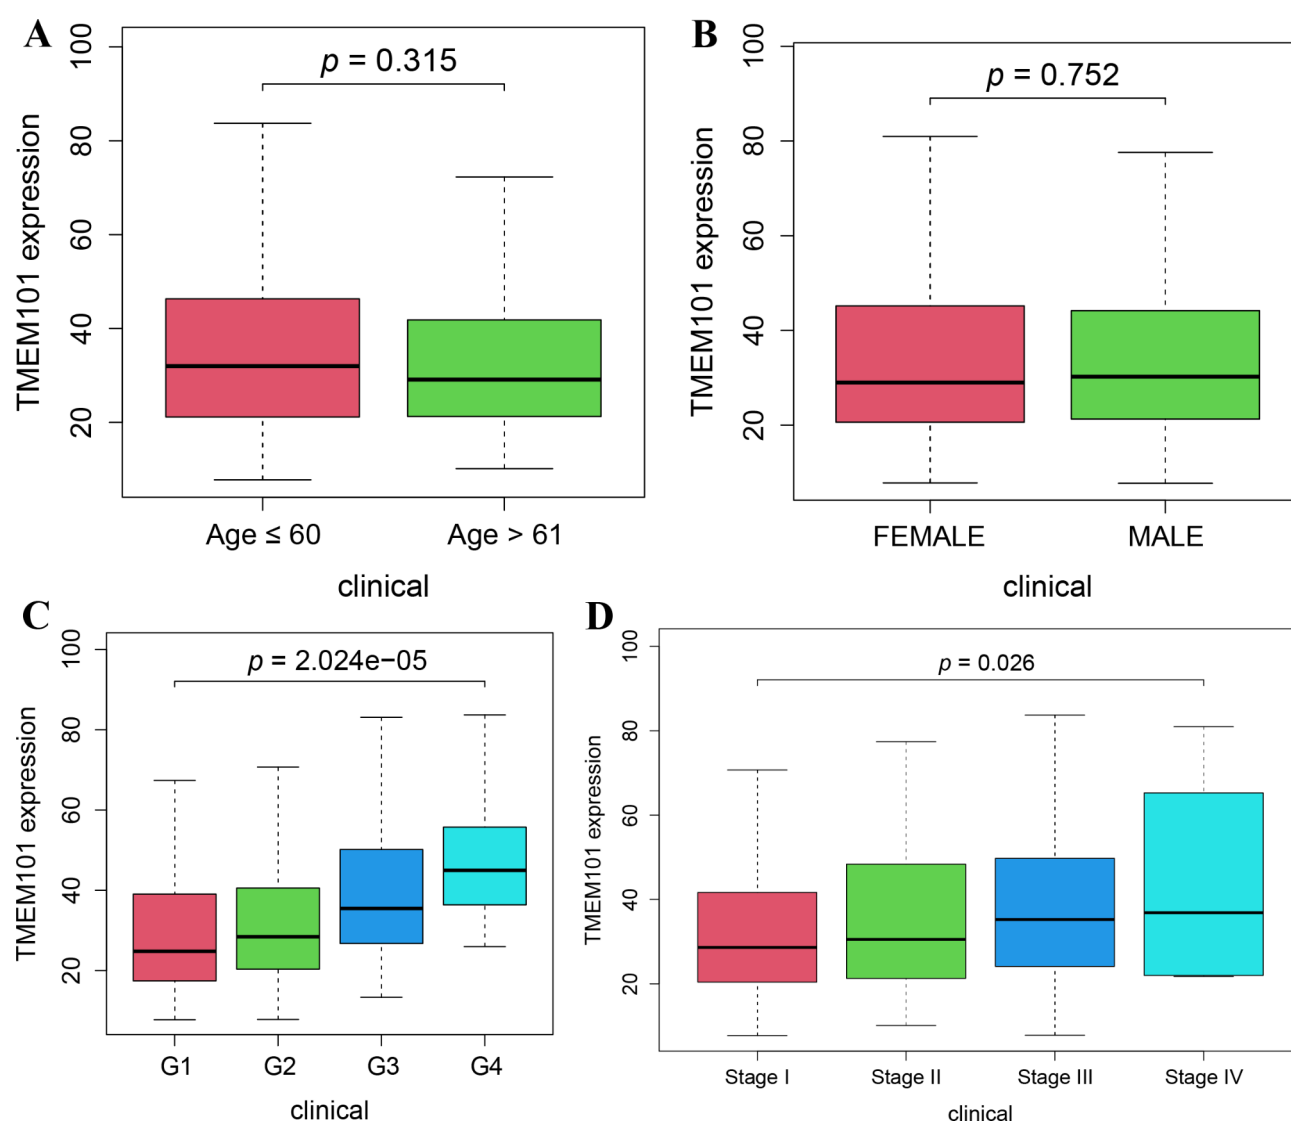 A
p = 0.315
TMEM101 expression
100
80
60
40
20
Age ≤ 60
Age > 61
clinical
B
p = 0.752
TMEM101 expression
100
80
60
40
20
FEMALE
MALE
clinical
C
p = 2.024e−05
TMEM101 expression
100
80
60
40
20
G1
G2
G3
G4
clinical
D
p = 0.026
TMEM101 expression
100
80
60
40
20
Stage I
Stage II
Stage III
Stage IV
clinical